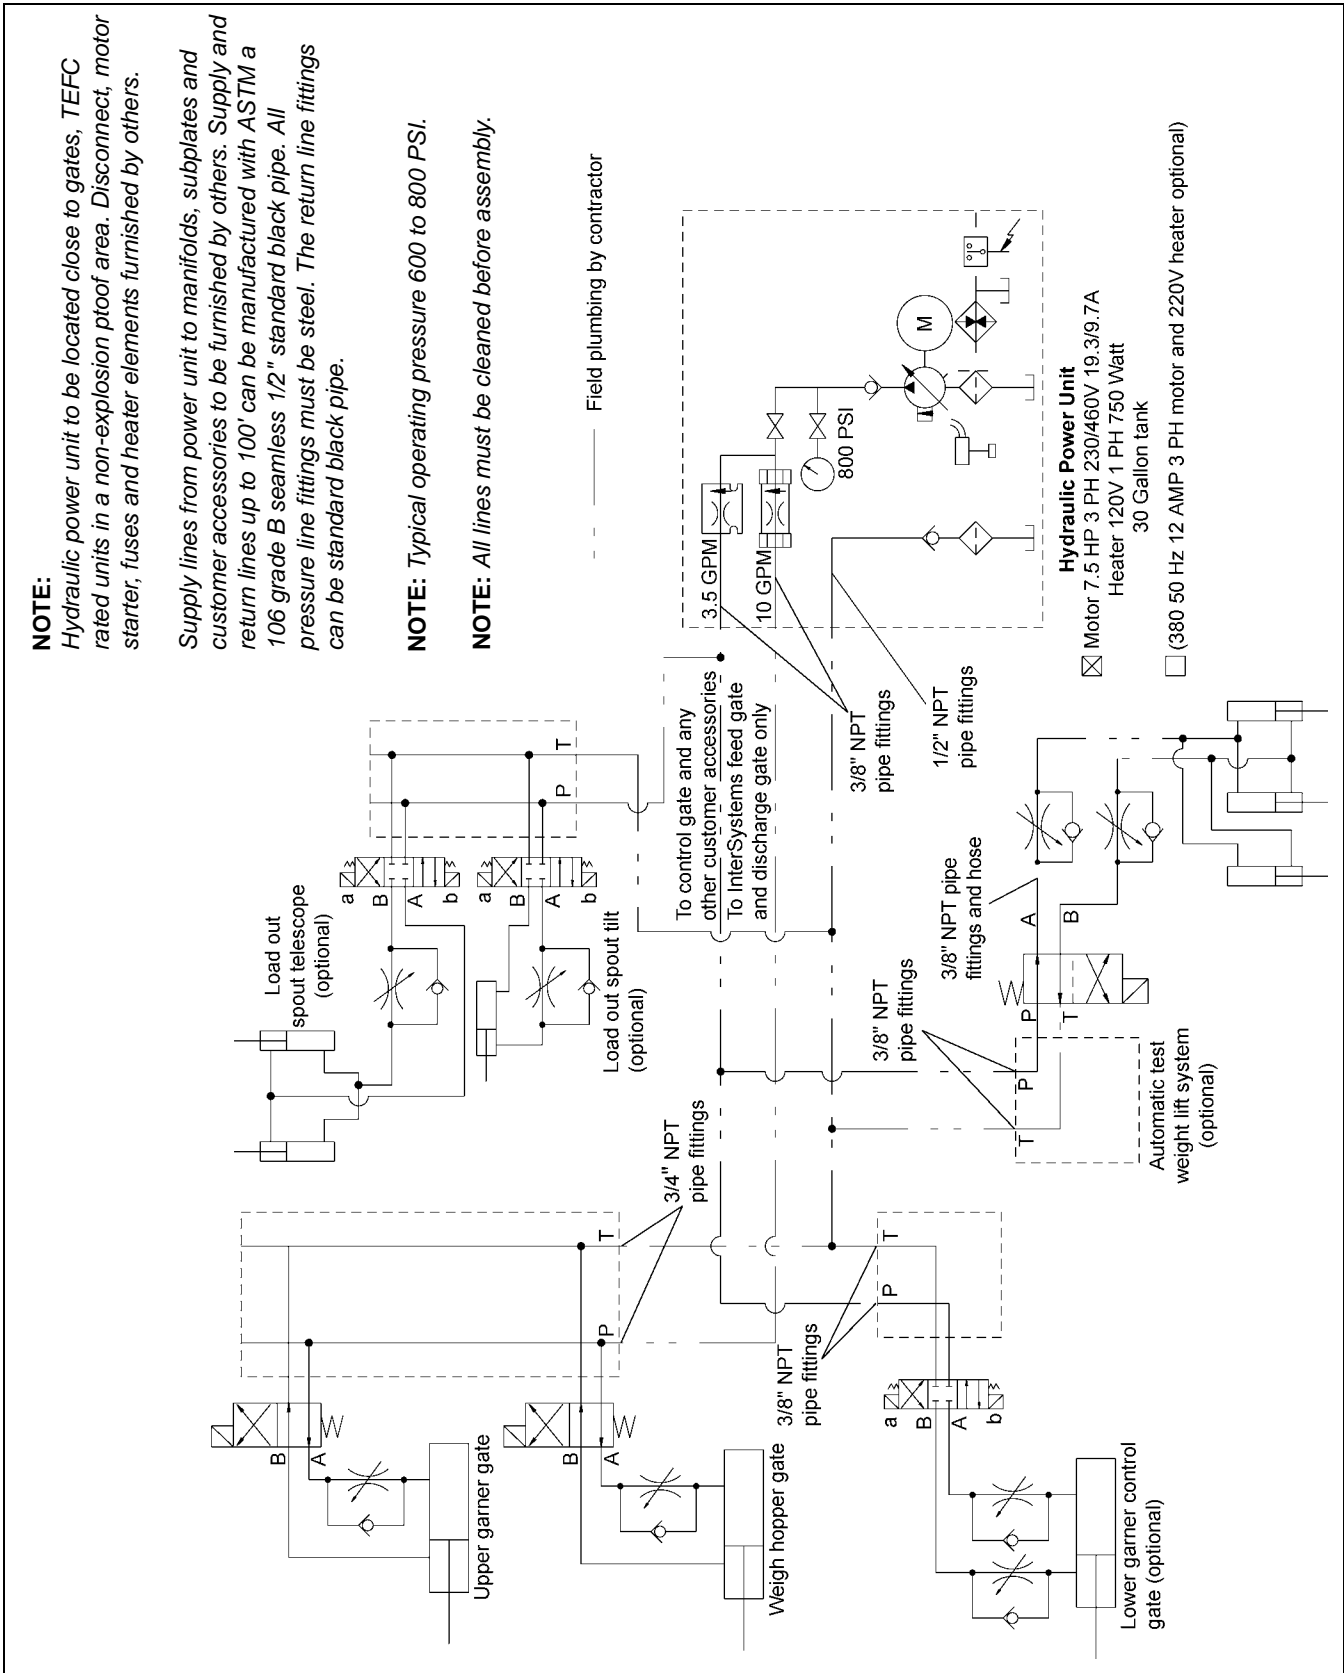 NOTE:
Hydraulic power unit to be located close to gates, TEFC
rated units in a non-explosion ptoof area. Disconnect, motor
starter, fuses and heater elements furnished by others.
Supply lines from power unit to manifolds, subplates and
customer accessories to be furnished by others. Supply and
return lines up to 100' can be manufactured with ASTM a
106 grade B seamless 1/2" standard black pipe. All
pressure line fittings must be steel. The return line fittings
can be standard black pipe.
NOTE: Typical operating pressure 600 to 800 PSI.
NOTE: All lines must be cleaned before assembly.
Field plumbing by contractor
Load out
spout telescope
(optional)
a
B
A
b
a
B
A
b
P
T
Load out spout tilt
(optional)
To control gate and any
other customer accessories
To InterSystems feed gate
and discharge gate only
3.5 GPM
10 GPM
800 PSI
M
3/8" NPT
pipe fittings
1/2" NPT
pipe fittings
Hydraulic Power Unit
Motor 7.5 HP 3 PH 230/460V 19.3/9.7A
Heater 120V 1 PH 750 Watt
30 Gallon tank
(380 50 Hz 12 AMP 3 PH motor and 220V heater optional)
B
A
Upper garner gate
B
A
Weigh hopper gate
T
P
3/4" NPT
pipe fittings
3/8" NPT
pipe fittings
P
T
a
B
A
b
Lower garner control
gate (optional)
3/8" NPT
pipe fittings
T
P
Automatic test
weight lift system
(optional)
P
T
A
B
3/8" NPT pipe
fittings and hose